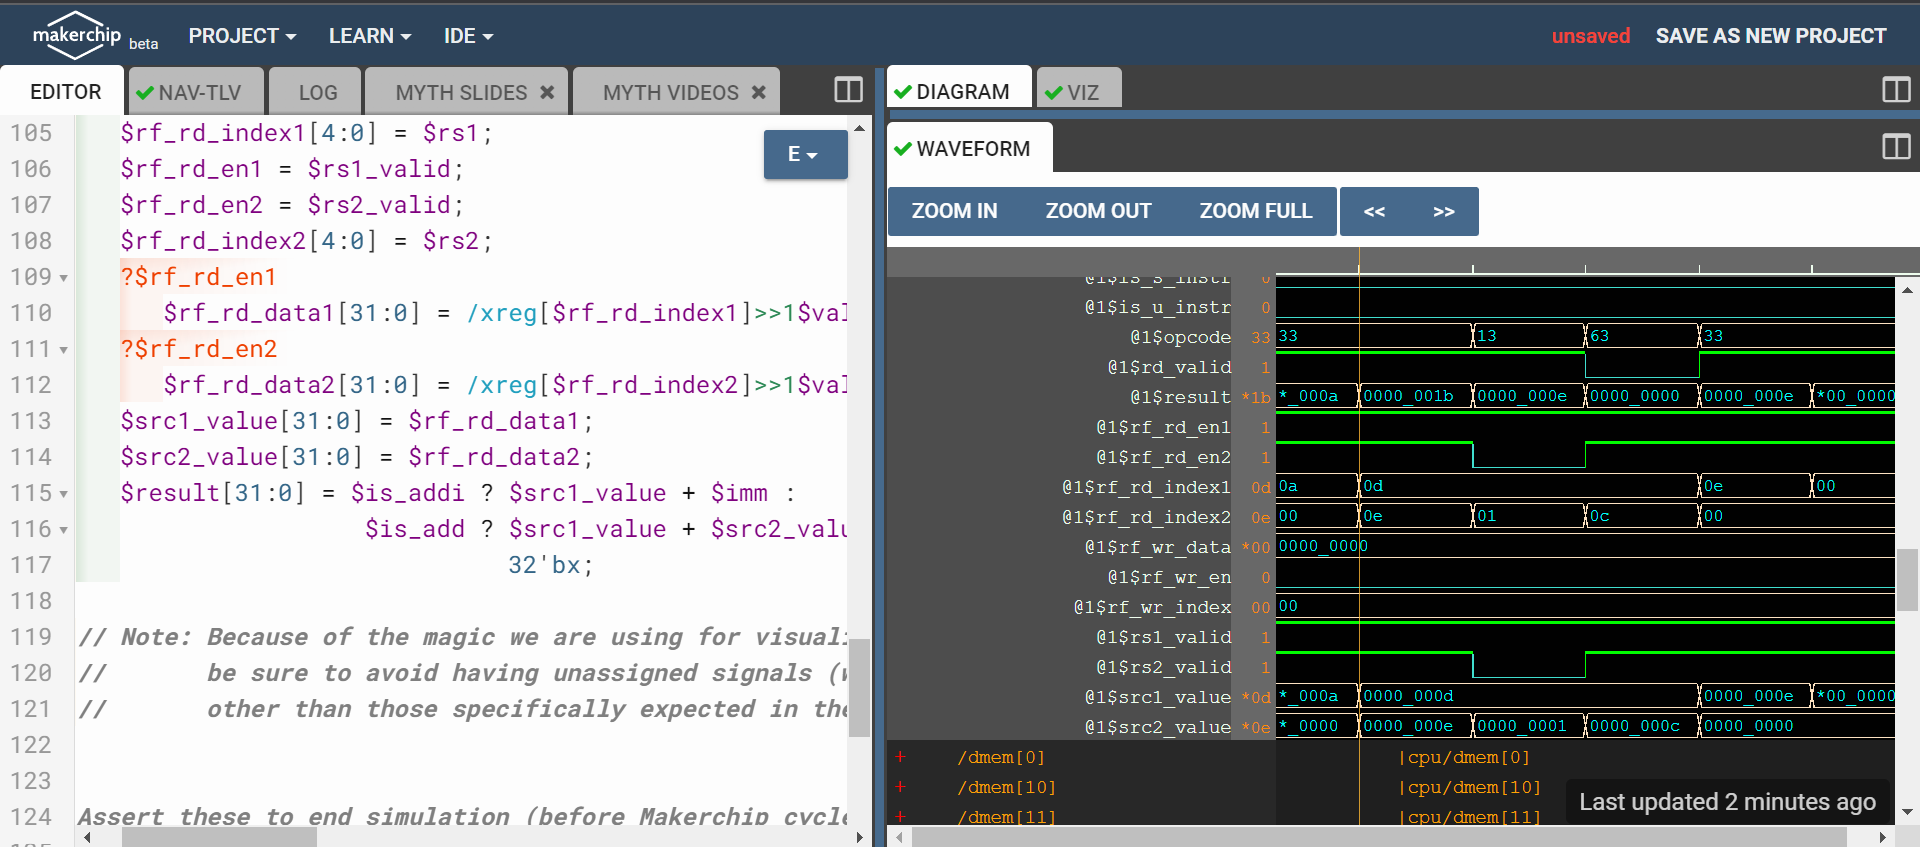 makerchip beta PROJECT LEARN IDE unsaved SAVE AS NEW PROJECT
EDITOR NAV-TLV LOG MYTH SLIDES MYTH VIDEOS
105 $rf_rd_index1[4:0] = $rs1;
E
106 $rf_rd_en1 = $rs1_valid;
107 $rf_rd_en2 = $rs2_valid;
108 $rf_rd_index2[4:0] = $rs2;
109 ?$rf_rd_en1
110 $rf_rd_data1[31:0] = /xreg[$rf_rd_index1]>>1$val
111 ?$rf_rd_en2
112 $rf_rd_data2[31:0] = /xreg[$rf_rd_index2]>>1$val
113 $src1_value[31:0] = $rf_rd_data1;
114 $src2_value[31:0] = $rf_rd_data2;
115 $result[31:0] = $is_addi ? $src1_value + $imm :
116 $is_add ? $src1_value + $src2_valu
117 32'bx;
118
119 // Note: Because of the magic we are using for visuali
120 // be sure to avoid having unassigned signals (w
121 // other than those specifically expected in the
122
123
124 Assert these to end simulation (before Makerchip cycle
DIAGRAM VIZ
WAVEFORM
ZOOM IN ZOOM OUT ZOOM FULL << >>
@1$is_s_instr 0
@1$is_u_instr 0
@1$opcode 33 33 13 63 33
@1$rd_valid 1
@1$result *1b *_000a 0000_001b 0000_000e 0000_0000 0000_000e *00_0000
@1$rf_rd_en1 1
@1$rf_rd_en2 1
@1$rf_rd_index1 0d 0a 0d 0e 00
@1$rf_rd_index2 0e 00 0e 01 0c 00
@1$rf_wr_data *00 0000_0000
@1$rf_wr_en 0
@1$rf_wr_index 00 00
@1$rs1_valid 1
@1$rs2_valid 1
@1$src1_value *0d *_000a 0000_000d 0000_000e *00_0000
@1$src2_value *0e *_0000 0000_000e 0000_0001 0000_000c 0000_0000
+ /dmem[0] |cpu/dmem[0]
+ /dmem[10] |cpu/dmem[10]
+ /dmem[11] |cpu/dmem[11]
Last updated 2 minutes ago